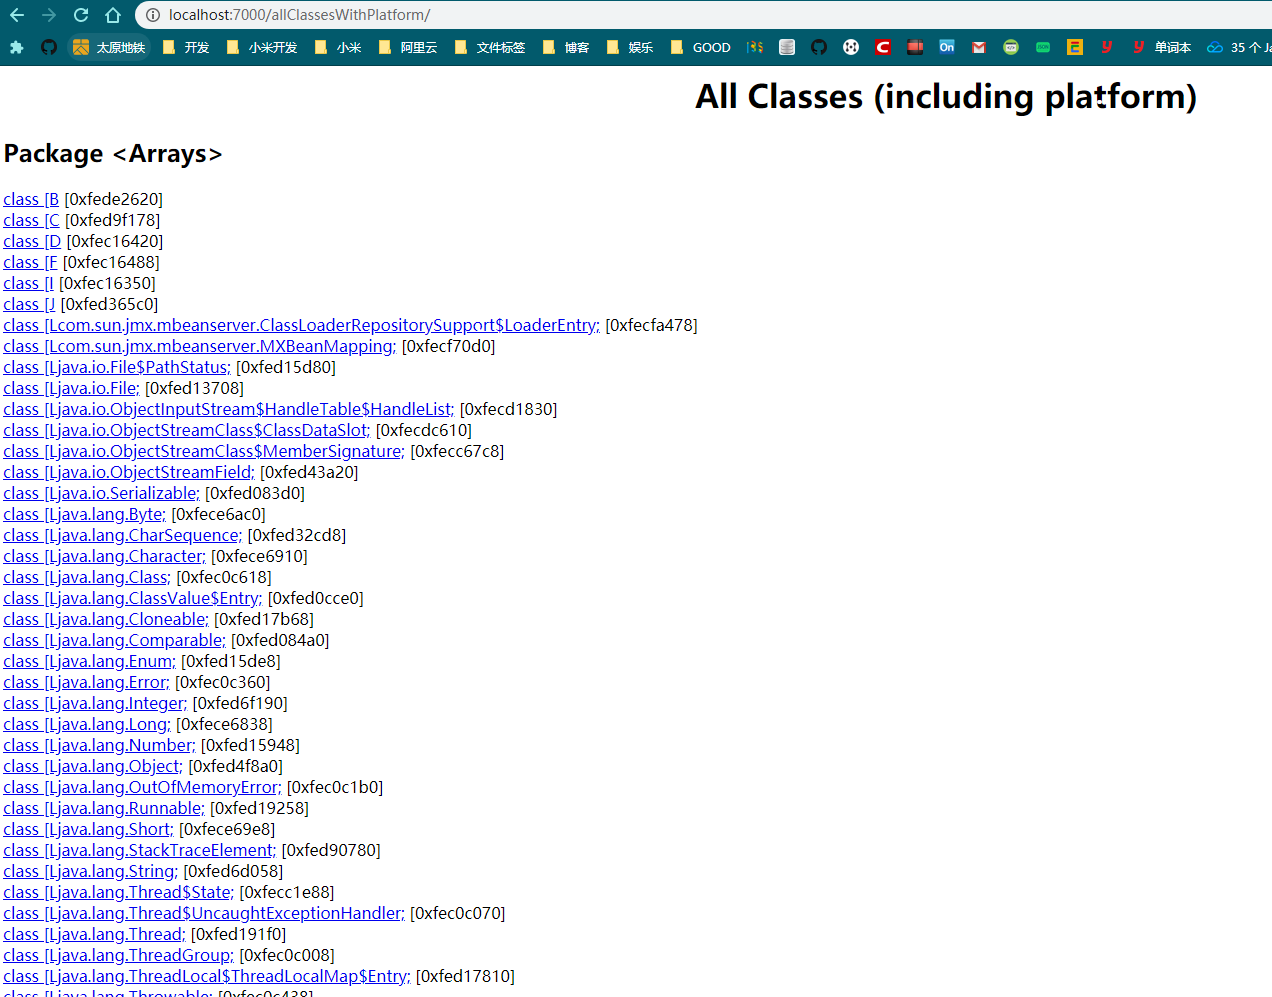 localhost:7000/allClassesWithPlatform/
太原地铁 开发 小米开发 小米 阿里云 文件标签 博客 娱乐 GOOD On 单词本 35 个 Ja
All Classes (including platform)
Package <Arrays>
class [B [0xfede2620]
class [C [0xfed9f178]
class [D [0xfec16420]
class [F [0xfec16488]
class [I [0xfec16350]
class [J [0xfed365c0]
class [Lcom.sun.jmx.mbeanserver.ClassLoaderRepositorySupport$LoaderEntry; [0xfecfa478]
class [Lcom.sun.jmx.mbeanserver.MXBeanMapping; [0xfecf70d0]
class [Ljava.io.File$PathStatus; [0xfed15d80]
class [Ljava.io.File; [0xfed13708]
class [Ljava.io.ObjectInputStream$HandleTable$HandleList; [0xfecd1830]
class [Ljava.io.ObjectStreamClass$ClassDataSlot; [0xfecdc610]
class [Ljava.io.ObjectStreamClass$MemberSignature; [0xfecc67c8]
class [Ljava.io.ObjectStreamField; [0xfed43a20]
class [Ljava.io.Serializable; [0xfed083d0]
class [Ljava.lang.Byte; [0xfece6ac0]
class [Ljava.lang.CharSequence; [0xfed32cd8]
class [Ljava.lang.Character; [0xfece6910]
class [Ljava.lang.Class; [0xfec0c618]
class [Ljava.lang.ClassValue$Entry; [0xfed0cce0]
class [Ljava.lang.Cloneable; [0xfed17b68]
class [Ljava.lang.Comparable; [0xfed084a0]
class [Ljava.lang.Enum; [0xfed15de8]
class [Ljava.lang.Error; [0xfec0c360]
class [Ljava.lang.Integer; [0xfed6f190]
class [Ljava.lang.Long; [0xfece6838]
class [Ljava.lang.Number; [0xfed15948]
class [Ljava.lang.Object; [0xfed4f8a0]
class [Ljava.lang.OutOfMemoryError; [0xfec0c1b0]
class [Ljava.lang.Runnable; [0xfed19258]
class [Ljava.lang.Short; [0xfece69e8]
class [Ljava.lang.StackTraceElement; [0xfed90780]
class [Ljava.lang.String; [0xfed6d058]
class [Ljava.lang.Thread$State; [0xfecc1e88]
class [Ljava.lang.Thread$UncaughtExceptionHandler; [0xfec0c070]
class [Ljava.lang.Thread; [0xfed191f0]
class [Ljava.lang.ThreadGroup; [0xfec0c008]
class [Ljava.lang.ThreadLocal$ThreadLocalMap$Entry; [0xfed17810]
class [Ljava.lang.Throwable; [0xfec0c438]